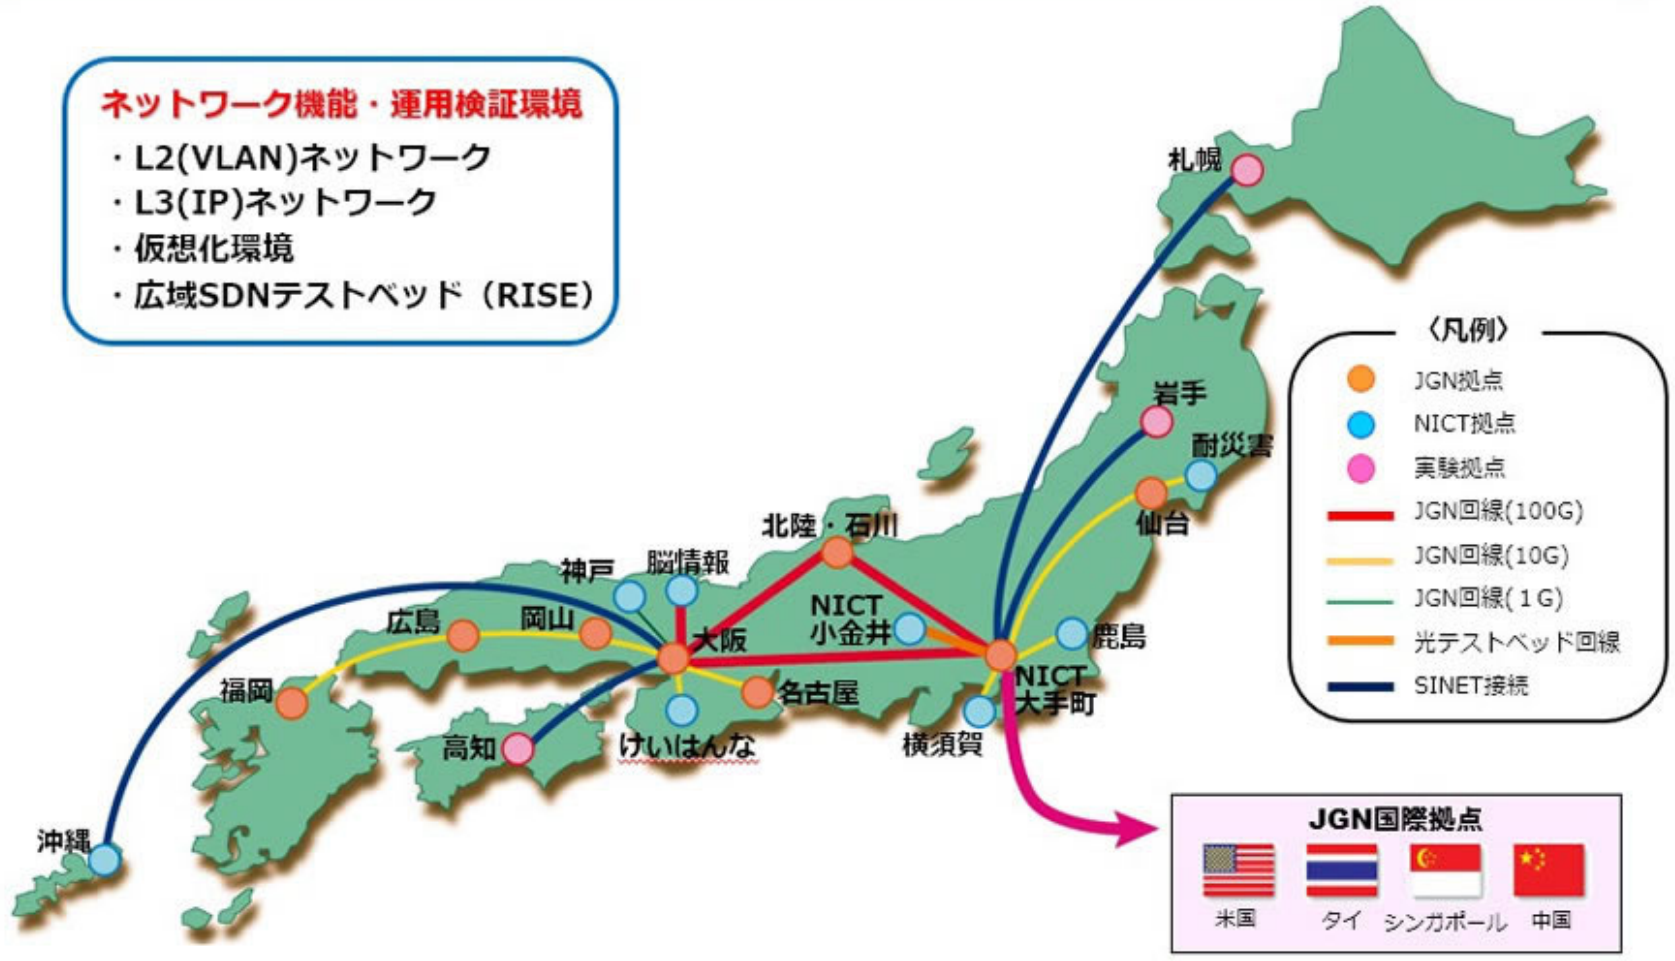 ネットワーク機能・運用検証環境
・L2(VLAN)ネットワーク
・L3(IP)ネットワーク
・仮想化環境
・広域SDNテストベッド（RISE）
札幌
岩手
耐災害
仙台
北陸・石川
神戸
脳情報
広島
岡山
大阪
NICT
小金井
鹿島
福岡
名古屋
NICT
大手町
高知
けいはんな
横須賀
沖縄
〈凡例〉
JGN拠点
NICT拠点
実験拠点
JGN回線(100G)
JGN回線(10G)
JGN回線(１G)
光テストベッド回線
SINET接続
JGN国際拠点
米国
タイ
シンガポール
中国